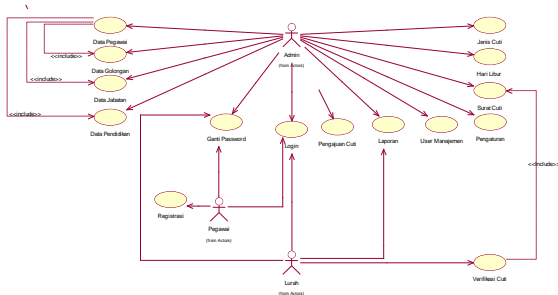 Data Pegawai
Jenis Cuti
Admin
(from Actors)
<<include>>
Data Golongan
Hari Libur
<<include>>
Data Jabatan
Surat Cuti
<<include>>
Data Pendidikan
Ganti Password
Login
Pengajuan Cuti
Laporan
User Manajemen
Pengaturan
<<include>>
Registrasi
Pegawai
(from Actors)
Lurah
(from Actors)
Verifikasi Cuti